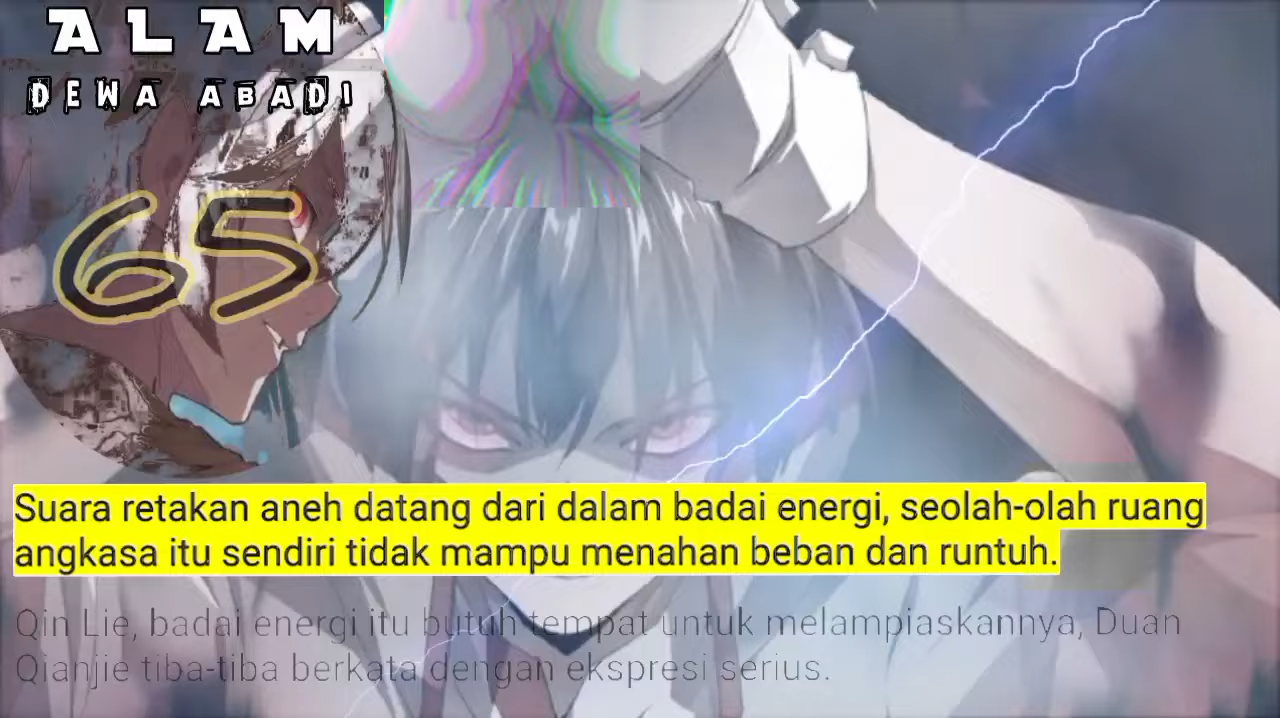 ALAM
DEWA ABADI
65
Suara retakan aneh datang dari dalam badai energi, seolah-olah ruang
angkasa itu sendiri tidak mampu menahan beban dan runtuh.
Qin Lie, badai energi itu butuh tempat untuk melampiaskannya, Duan
Qianjie tiba-tiba berkata dengan ekspresi serius.